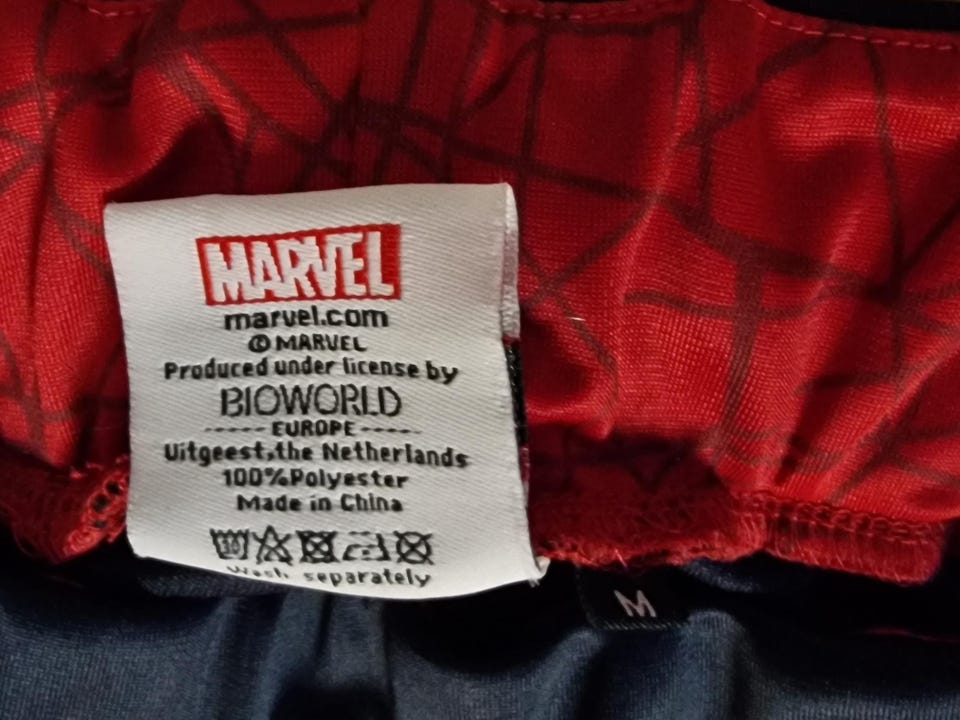 MARVEL
marvel.com
© MARVEL
Produced under license by
BIOWORLD
----- EUROPE -----
Uitgeest,the Netherlands
100%Polyester
Made in China
Wash separately
M